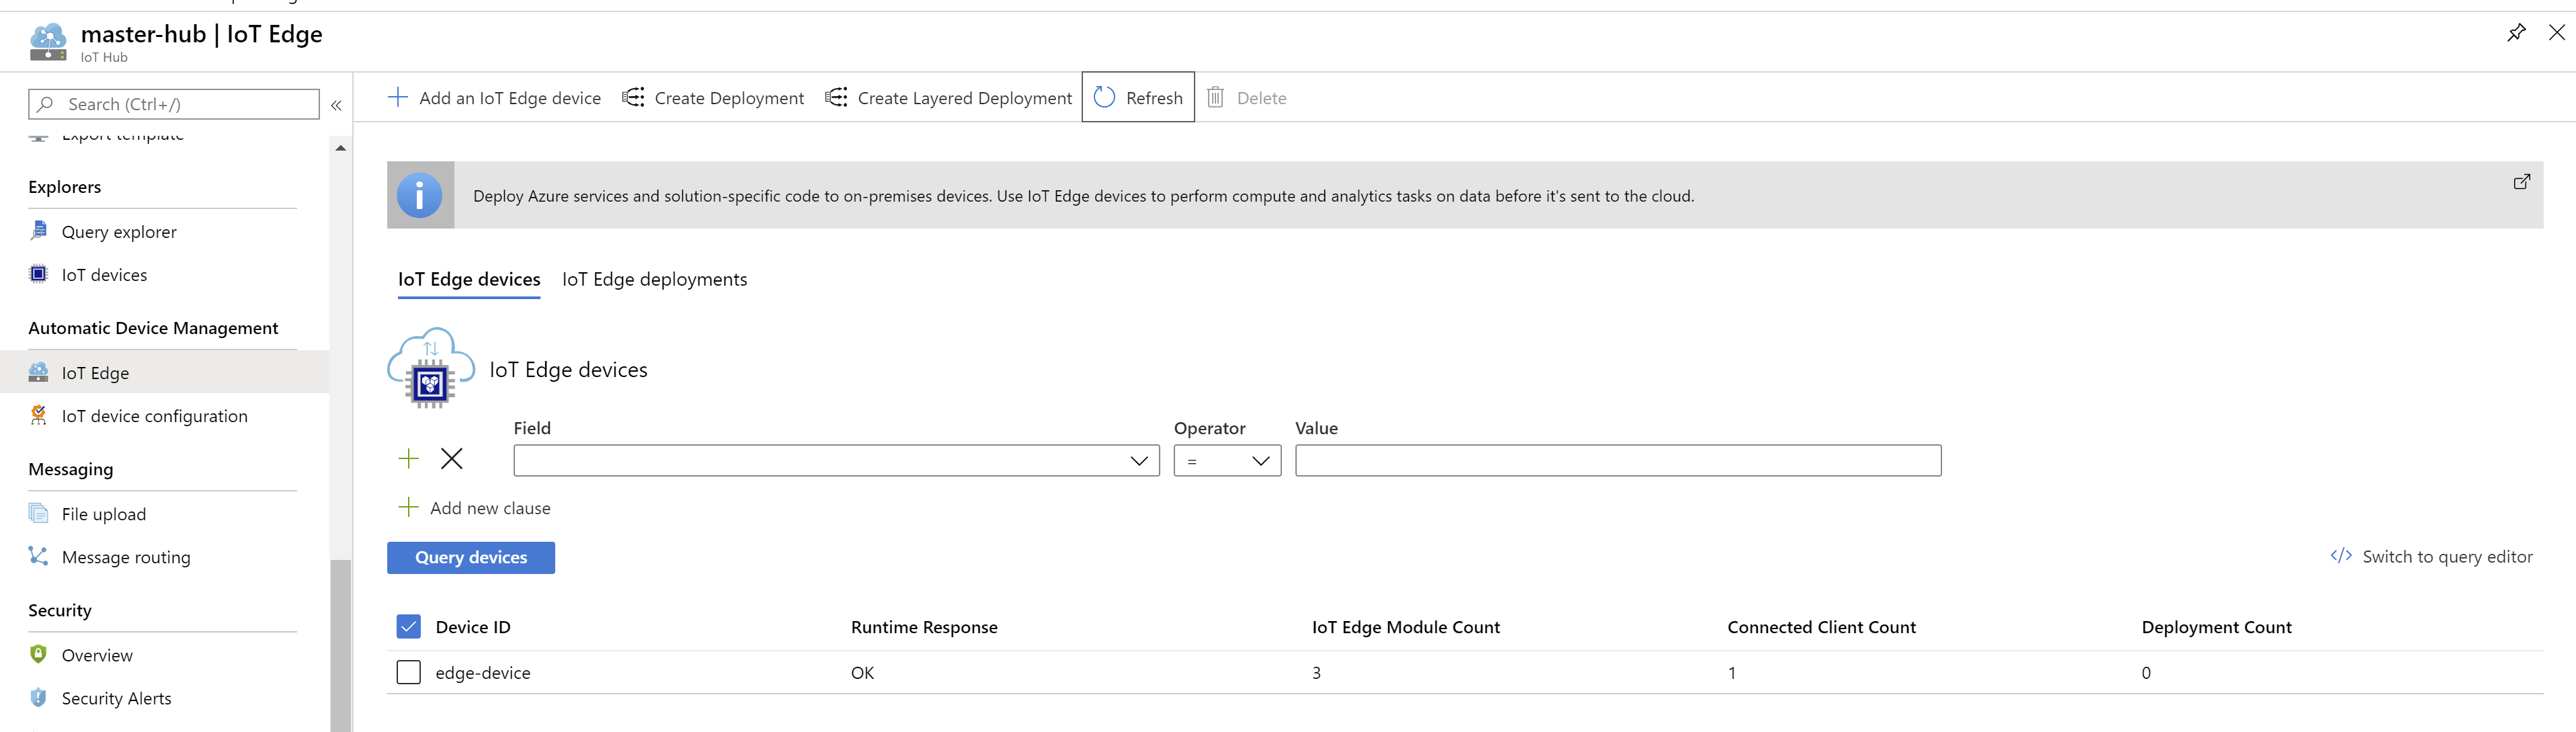 master-hub | IoT Edge
IoT Hub
Search (Ctrl+/)
«
Export template
Explorers
Query explorer
IoT devices
Automatic Device Management
IoT Edge
IoT device configuration
Messaging
File upload
Message routing
Security
Overview
Security Alerts
Add an IoT Edge device
Create Deployment
Create Layered Deployment
Refresh
Delete
Deploy Azure services and solution-specific code to on-premises devices. Use IoT Edge devices to perform compute and analytics tasks on data before it's sent to the cloud.
IoT Edge devices IoT Edge deployments
IoT Edge devices
Field Operator Value
=
Add new clause
Query devices
</> Switch to query editor
Device ID Runtime Response IoT Edge Module Count Connected Client Count Deployment Count
edge-device OK 3 1 0